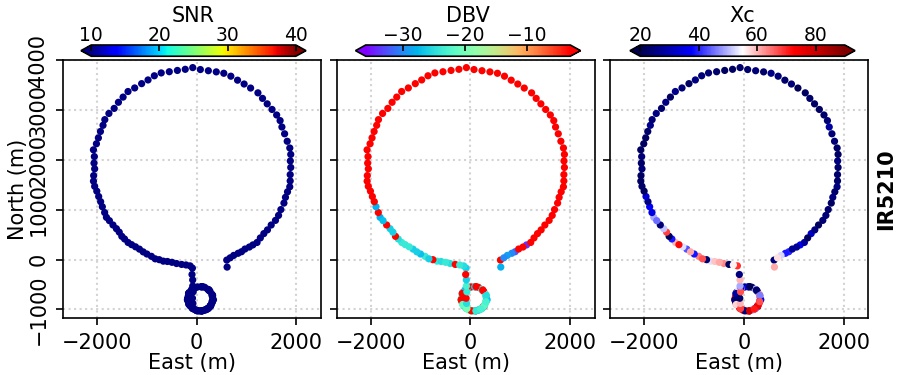 SNR DBV Xc
10 20 30 40 −30 −20 −10 20 40 60 80
4000
3000
2000
1000
0
−1000
North (m)
IR5210
−2000 0 2000 −2000 0 2000 −2000 0 2000
East (m) East (m) East (m)